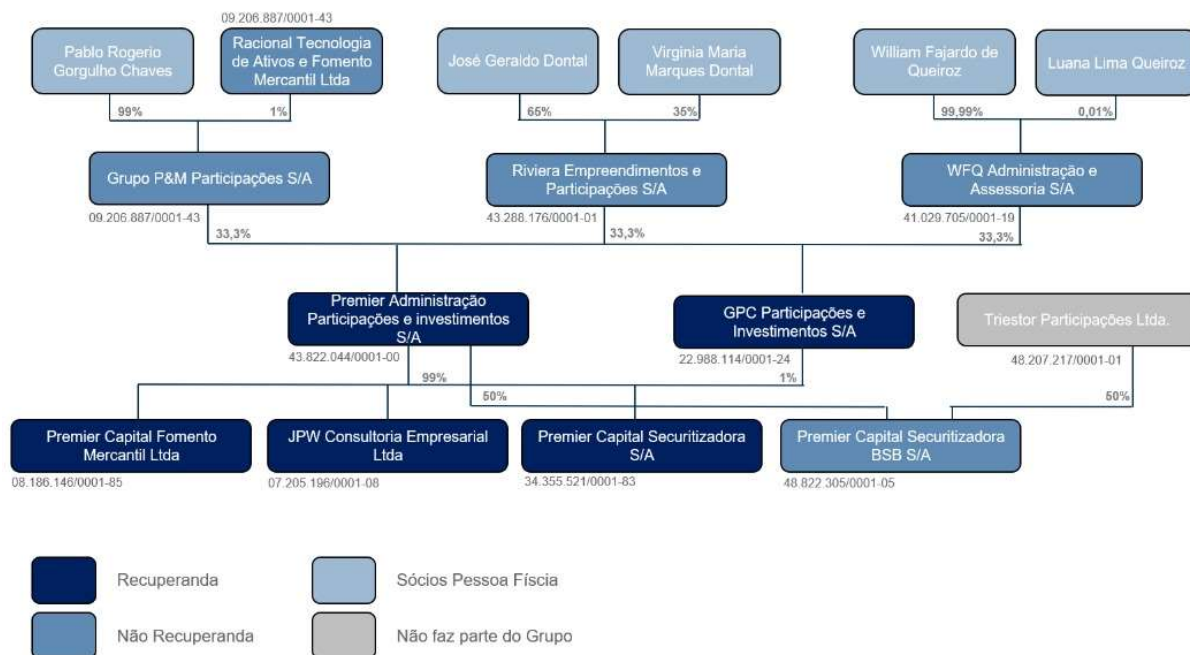 09.206.887/0001-43
Pablo Rogerio
Gorgulho Chaves
Racional Tecnologia
de Ativos e Fomento
Mercantil Ltda
José Geraldo Dontal
Virginia Maria
Marques Dontal
William Fajardo de
Queiroz
Luana Lima Queiroz
99%
1%
65%
35%
99,99%
0,01%
Grupo P&M Participações S/A
Riviera Empreendimentos e
Participações S/A
WFQ Administração e
Assessoria S/A
09.206.887/0001-43
43.288.176/0001-01
41.029.705/0001-19
33,3%
33,3%
33,3%
Premier Administração
Participações e investimentos
S/A
GPC Participações e
Investimentos S/A
Triestor Participações Ltda.
43.822.044/0001-00
22.988.114/0001-24
48.207.217/0001-01
99%
1%
50%
50%
Premier Capital Fomento
Mercantil Ltda
JPW Consultoria Empresarial
Ltda
Premier Capital Securitizadora
S/A
Premier Capital Securitizadora
BSB S/A
08.186.146/0001-85
07.205.196/0001-08
34.355.521/0001-83
48.822.305/0001-05
Recuperanda
Sócios Pessoa Físcia
Não Recuperanda
Não faz parte do Grupo